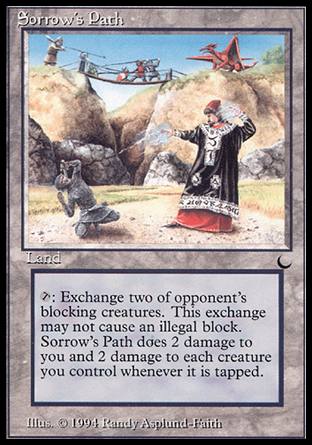 Sorrow's Path
Land
: Exchange two of opponent's
blocking creatures. This exchange
may not cause an illegal block.
Sorrow's Path does 2 damage to
you and 2 damage to each creature
you control whenever it is tapped.
Illus. © 1994 Randy Asplund-Faith